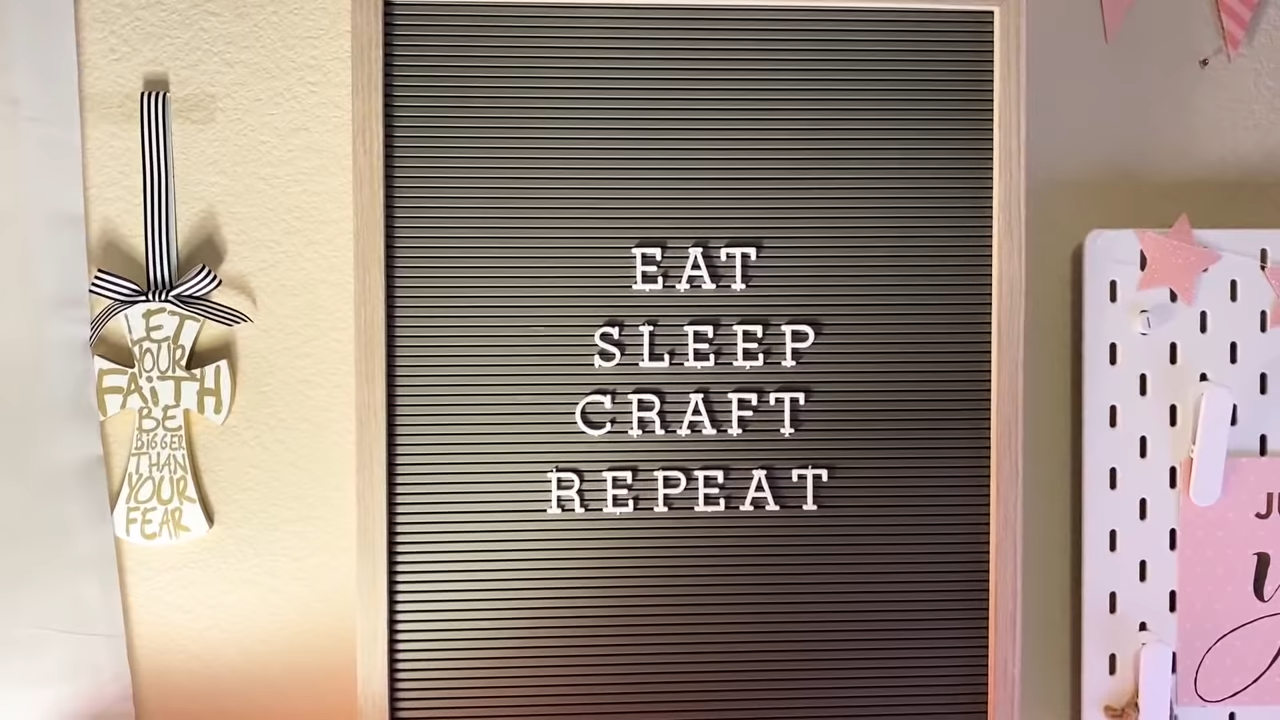 LET
YOUR
FAiTH
BE
BiGGER
THAN
YOUR
FEAR
EAT
SLEEP
CRAFT
REPEAT